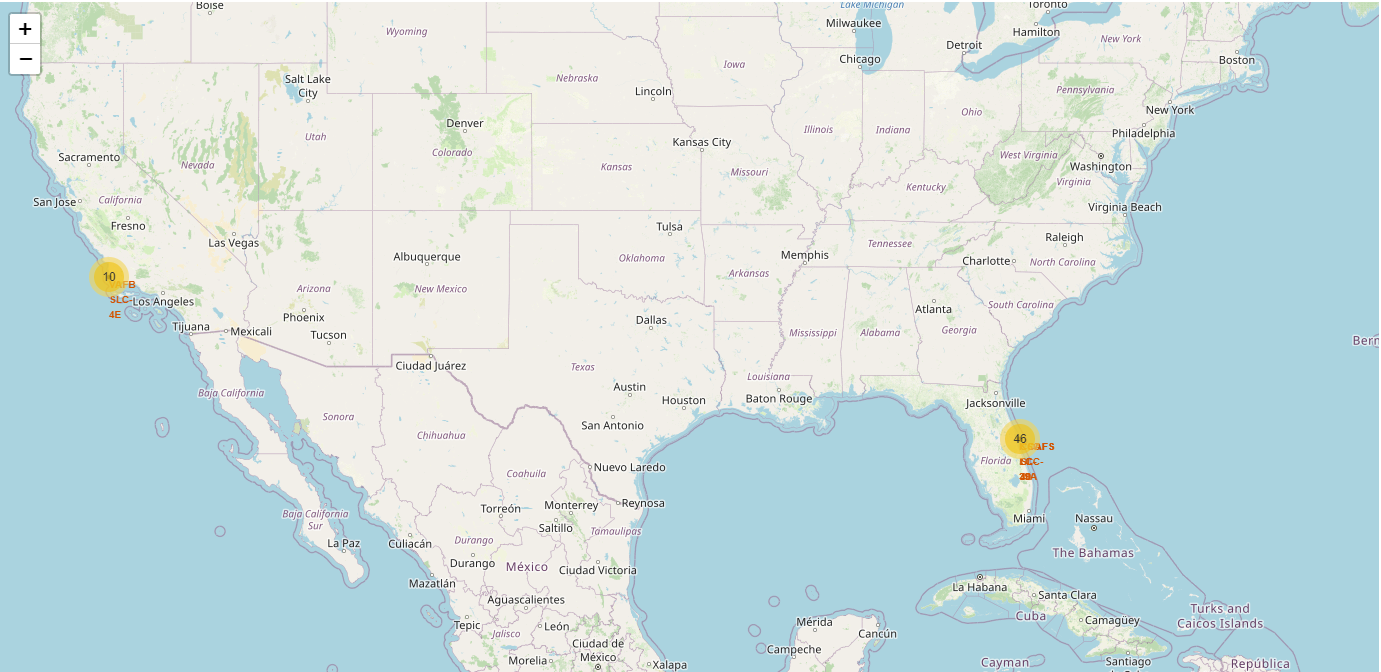 Boise
Lake Michigan
Toronto
+
Wyoming
Milwaukee
Hamilton
New York
Detroit
−
Chicago
Boston
Iowa
Salt Lake
City
Nebraska
Lincoln
Pennsylvania
New York
Ohio
Denver
Utah
Illinois
Indiana
Philadelphia
Kansas City
Colorado
Sacramento
West Virginia
Nevada
Kansas
Missouri
Washington
Virginia
Kentucky
San Jose
California
Virginia Beach
Fresno
Tulsa
Las Vegas
Raleigh
Tennessee
Albuquerque
Oklahoma
Memphis
Charlotte
North Carolina
10
Arkansas
VAFB
Arizona
New Mexico
SLC-
Los Angeles
South Carolina
4E
Phoenix
Atlanta
Dallas
Tijuana
Mexicali
Tucson
Mississippi
Alabama
Georgia
Ciudad Juárez
Texas
Louisiana
Austin
Baja California
Houston
Baton Rouge
Jacksonville
Sonora
San Antonio
Chihuahua
46
Florida
Nuevo Laredo
Coahuila
Reynosa
Monterrey
Torreón
Baja California
Sur
Saltillo
Miami
Nassau
Tamaulipas
La Paz
Culiacán
Durango
The Bahamas
Durango
México
Ciudad Victoria
Mazatlán
La Habana
Santa Clara
Aguascalientes
Turks and
Caicos Islands
Cuba
Camagüey
Tepic
León
Mérida
Jalisco
Cancún
Ciudad de
México
Campeche
Morelia
Xalapa
Cayman
Santiago
República